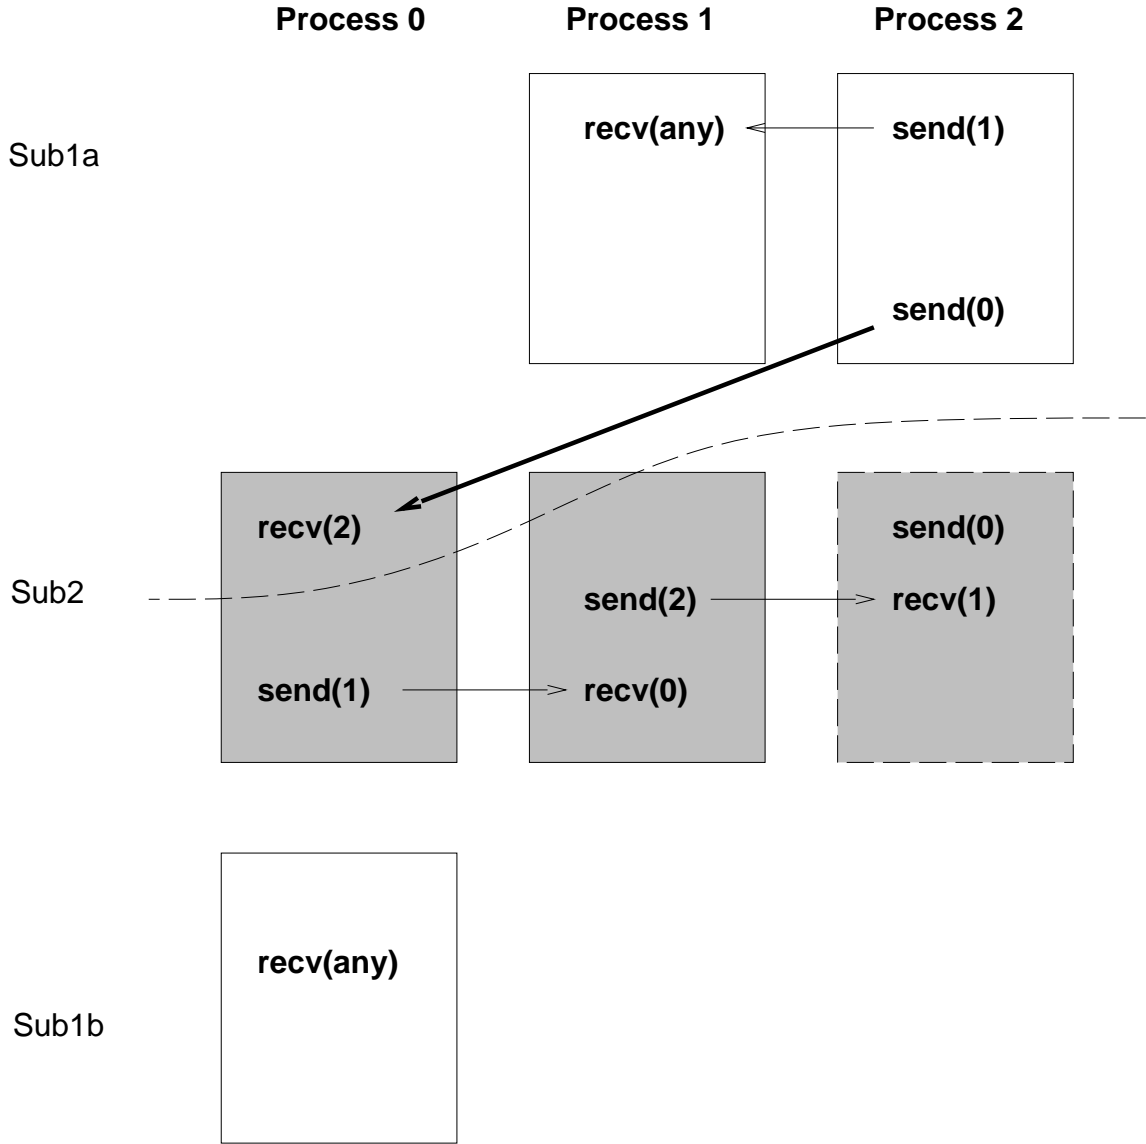 Process 0 Process 1 Process 2
recv(any) send(1)
Sub1a
send(0)
recv(2) send(0)
Sub2 send(2) recv(1)
send(1) recv(0)
recv(any)
Sub1b